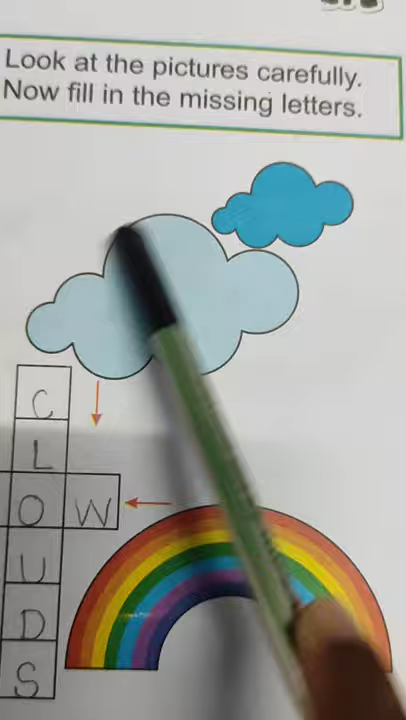 Look at the pictures carefully.
Now fill in the missing letters.
C
L
O W
U
D
S